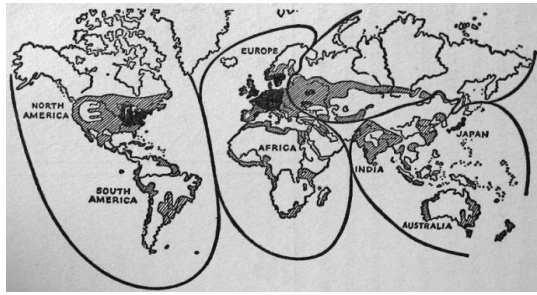 EUROPE
NORTH
AMERICA
AFRICA
JAPAN
INDIA
SOUTH
AMERICA
AUSTRALIA